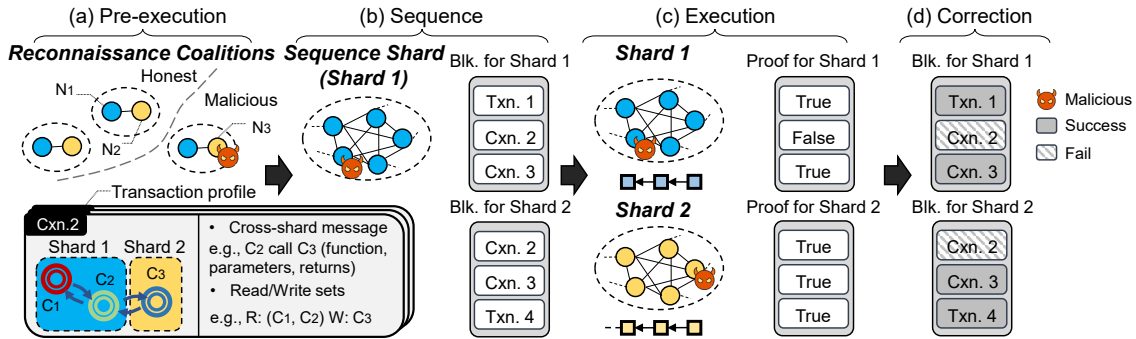 (a) Pre-execution
Reconnaissance Coalitions
Honest
N1
Malicious
N2
N3
Transaction profile
Cxn.2
Shard 1 Shard 2
C1
C2
C3
• Cross-shard message
e.g., C2 call C3 (function,
parameters, returns)
• Read/Write sets
e.g., R: (C1, C2) W: C3
(b) Sequence
Sequence Shard
(Shard 1)
Blk. for Shard 1
Txn. 1
Cxn. 2
Cxn. 3
Blk. for Shard 2
Cxn. 2
Cxn. 3
Txn. 4
(c) Execution
Shard 1
Shard 2
Proof for Shard 1
True
False
True
Proof for Shard 2
True
True
True
(d) Correction
Blk. for Shard 1
Txn. 1
Cxn. 2
Cxn. 3
Blk. for Shard 2
Cxn. 2
Cxn. 3
Txn. 4
Malicious
Success
Fail